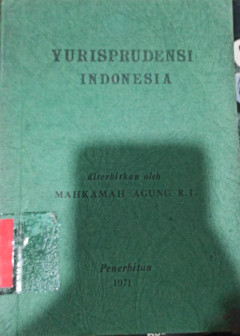 YURISPRUDENSI
INDONESIA
diterbitkan oleh
MAHKAMAH AGUNG R.I.
Penerbitan
1971